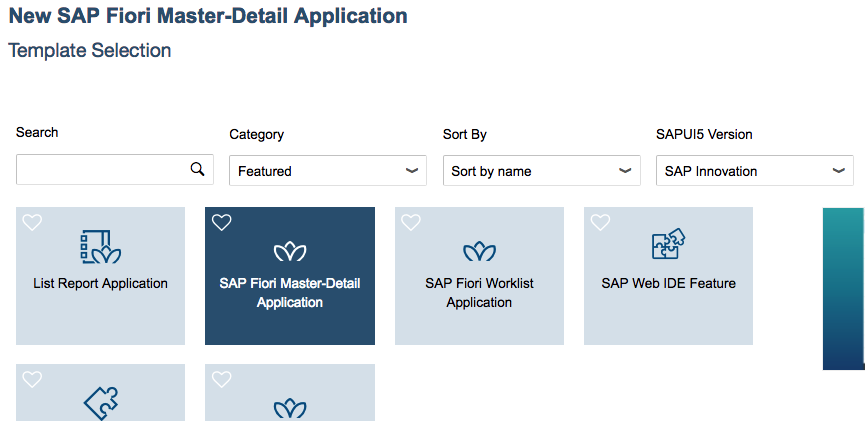 New SAP Fiori Master-Detail Application
Template Selection
Search
Category
Sort By
SAPUI5 Version
Featured
Sort by name
SAP Innovation
List Report Application
SAP Fiori Master-Detail
Application
SAP Fiori Worklist
Application
SAP Web IDE Feature